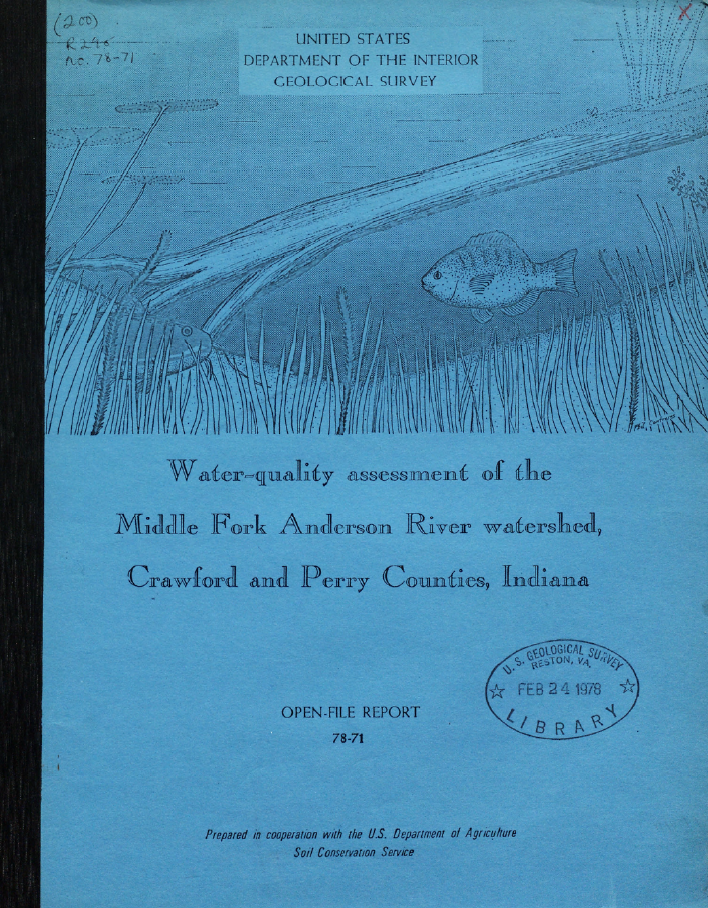 (200)
R290
no. 78-71
UNITED STATES
DEPARTMENT OF THE INTERIOR
GEOLOGICAL SURVEY
Water-quality assessment of the
Middle Fork Anderson River watershed,
Crawford and Perry Counties, Indiana
U. S. GEOLOGICAL SURVEY
RESTON, VA.
FEB 24 1978
LIBRARY
OPEN-FILE REPORT
78-71
Prepared in cooperation with the U.S. Department of Agriculture
Soil Conservation Service